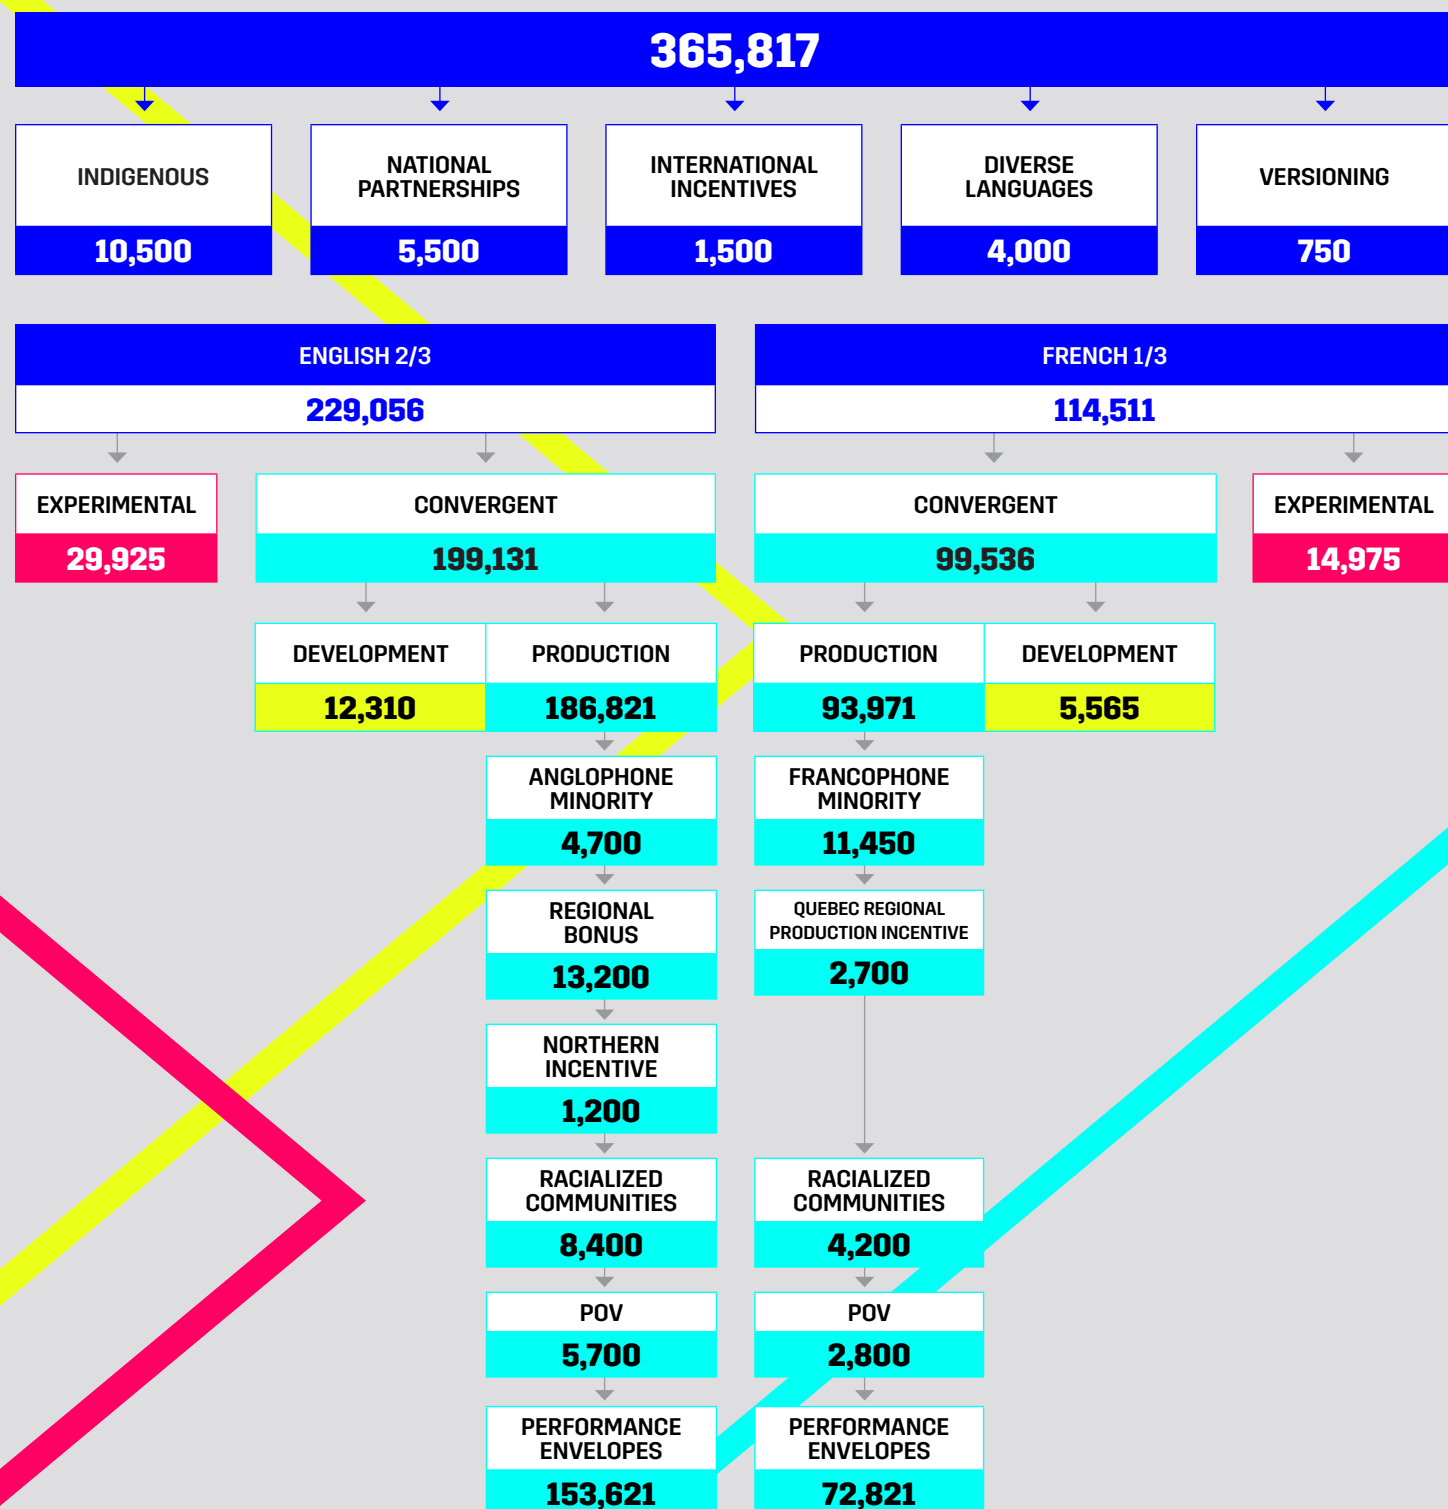 365,817
INDIGENOUS
10,500
NATIONAL
PARTNERSHIPS
5,500
INTERNATIONAL
INCENTIVES
1,500
DIVERSE
LANGUAGES
4,000
VERSIONING
750
ENGLISH 2/3
229,056
FRENCH 1/3
114,511
EXPERIMENTAL
29,925
CONVERGENT
199,131
CONVERGENT
99,536
EXPERIMENTAL
14,975
DEVELOPMENT
12,310
PRODUCTION
186,821
PRODUCTION
93,971
DEVELOPMENT
5,565
ANGLOPHONE
MINORITY
4,700
FRANCOPHONE
MINORITY
11,450
REGIONAL
BONUS
13,200
QUEBEC REGIONAL
PRODUCTION INCENTIVE
2,700
NORTHERN
INCENTIVE
1,200
RACIALIZED
COMMUNITIES
8,400
RACIALIZED
COMMUNITIES
4,200
POV
5,700
POV
2,800
PERFORMANCE
ENVELOPES
153,621
PERFORMANCE
ENVELOPES
72,821